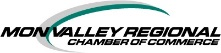 MON VALLEY REGIONAL
CHAMBER OF COMMERCE